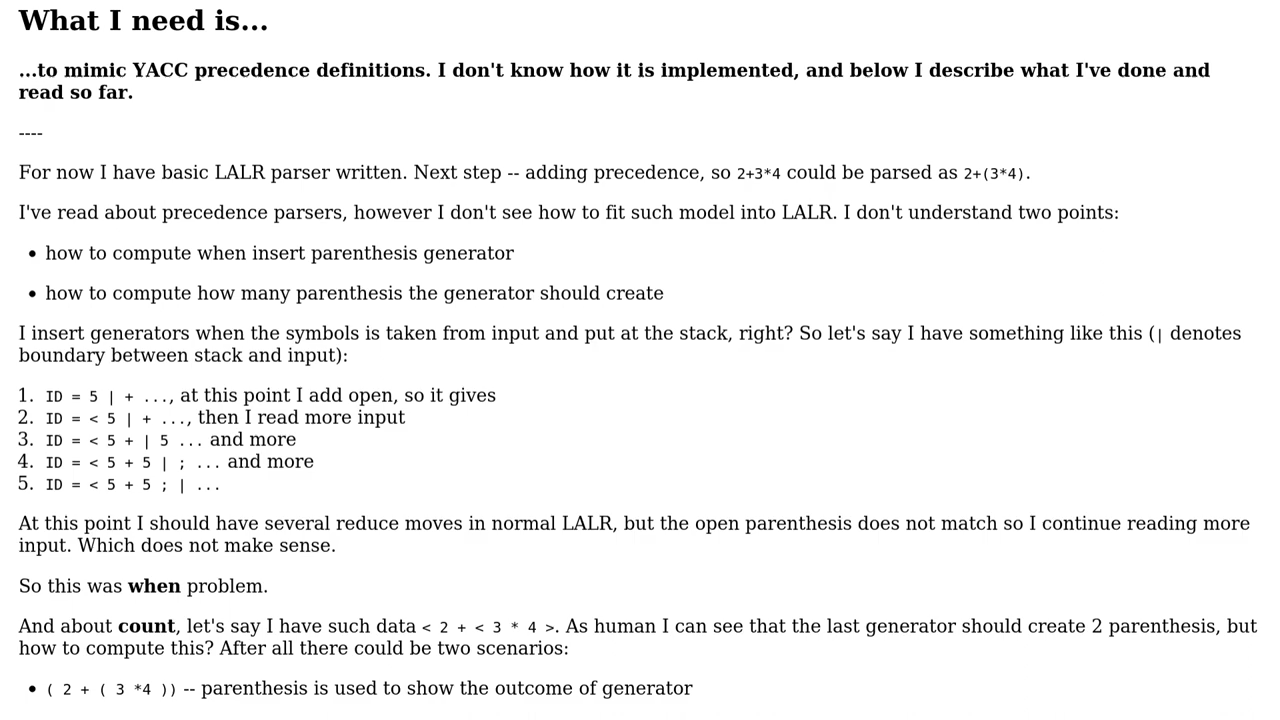 What I need is...
...to mimic YACC precedence definitions. I don't know how it is implemented, and below I describe what I've done and
read so far.
----
For now I have basic LALR parser written. Next step -- adding precedence, so 2+3*4 could be parsed as 2+(3*4).
I've read about precedence parsers, however I don't see how to fit such model into LALR. I don't understand two points:
• how to compute when insert parenthesis generator
• how to compute how many parenthesis the generator should create
I insert generators when the symbols is taken from input and put at the stack, right? So let's say I have something like this (| denotes
boundary between stack and input):
1. ID = 5 | + ..., at this point I add open, so it gives
2. ID = < 5 | + ..., then I read more input
3. ID = < 5 + | 5 ... and more
4. ID = < 5 + 5 | ; ... and more
5. ID = < 5 + 5 ; | ...
At this point I should have several reduce moves in normal LALR, but the open parenthesis does not match so I continue reading more
input. Which does not make sense.
So this was when problem.
And about count, let's say I have such data < 2 + < 3 * 4 >. As human I can see that the last generator should create 2 parenthesis, but
how to compute this? After all there could be two scenarios:
• ( 2 + ( 3 *4 )) -- parenthesis is used to show the outcome of generator